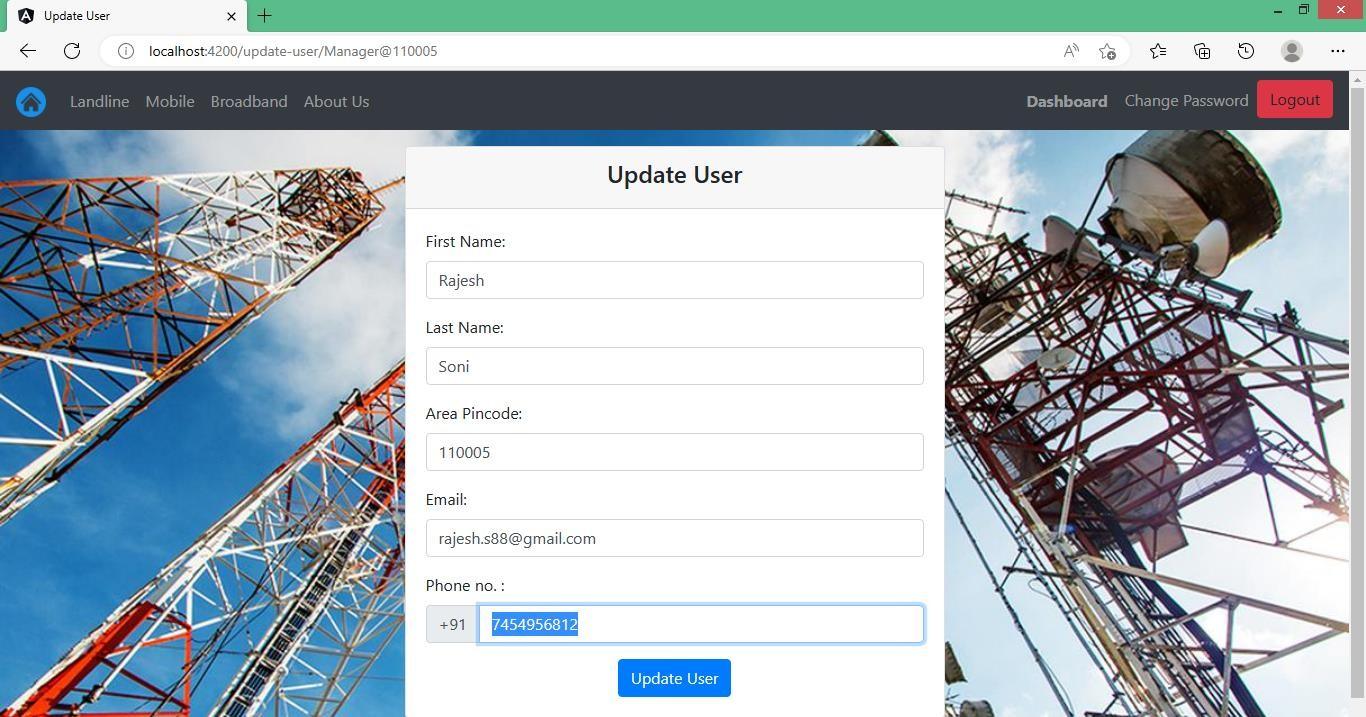 Update User
localhost:4200/update-user/Manager@110005
Landline Mobile Broadband About Us Dashboard Change Password Logout
Update User
First Name:
Rajesh
Last Name:
Soni
Area Pincode:
110005
Email:
rajesh.s88@gmail.com
Phone no. :
+91 7454956812
Update User